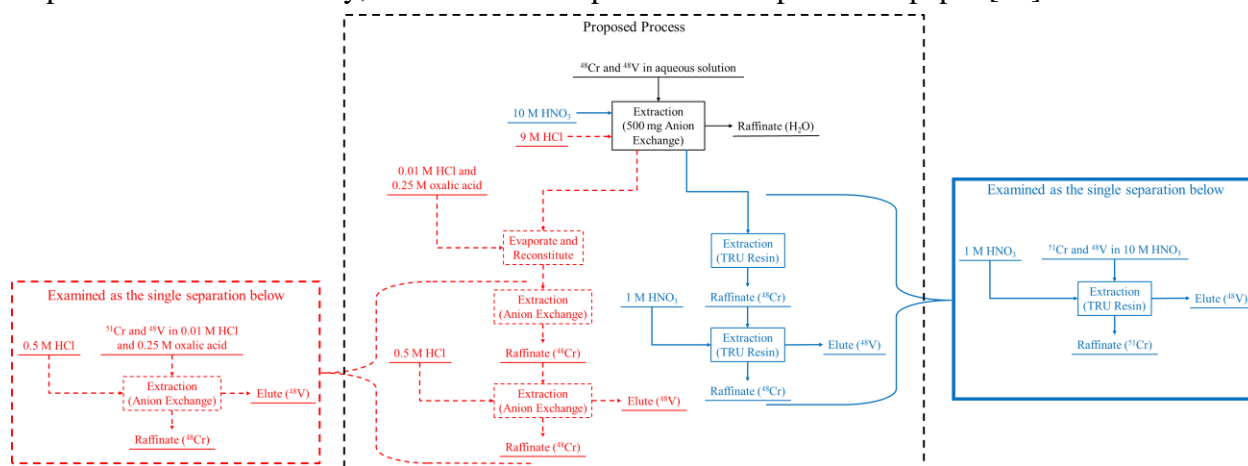 Proposed Process
⁴⁸Cr and ⁴⁸V in aqueous solution
10 M HNO₃
9 M HCl
Extraction
(500 mg Anion
Exchange)
Raffinate (H₂O)
0.01 M HCl and
0.25 M oxalic acid
Evaporate and
Reconstitute
Extraction
(Anion Exchange)
Raffinate (⁴⁸Cr)
0.5 M HCl
Extraction
(Anion Exchange)
Elute (⁴⁸V)
Raffinate (⁴⁸Cr)
Extraction
(TRU Resin)
1 M HNO₃
Raffinate (⁴⁸Cr)
Extraction
(TRU Resin)
Elute (⁴⁸V)
Raffinate (⁴⁸Cr)
Examined as the single separation below
0.5 M HCl
⁵¹Cr and ⁴⁸V in 0.01 M HCl
and 0.25 M oxalic acid
Extraction
(Anion Exchange)
Elute (⁴⁸V)
Raffinate (⁴⁸Cr)
Examined as the single separation below
1 M HNO₃
⁵¹Cr and ⁴⁸V in 10 M HNO₃
Extraction
(TRU Resin)
Elute (⁴⁸V)
Raffinate (⁵¹Cr)